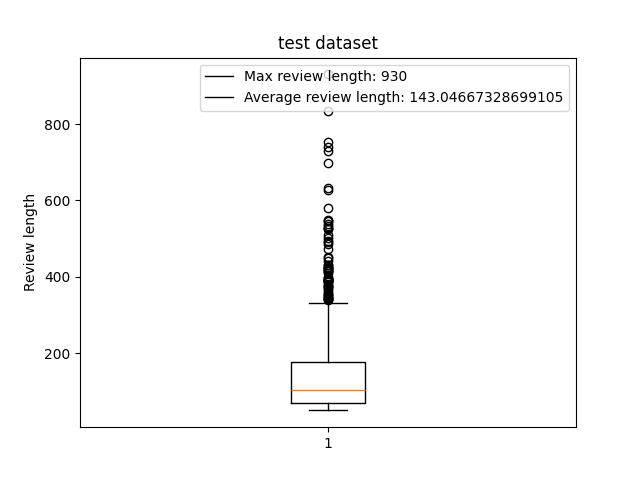 test dataset
Max review length: 930
Average review length: 143.04667328699105
800
600
400
200
Review length
1